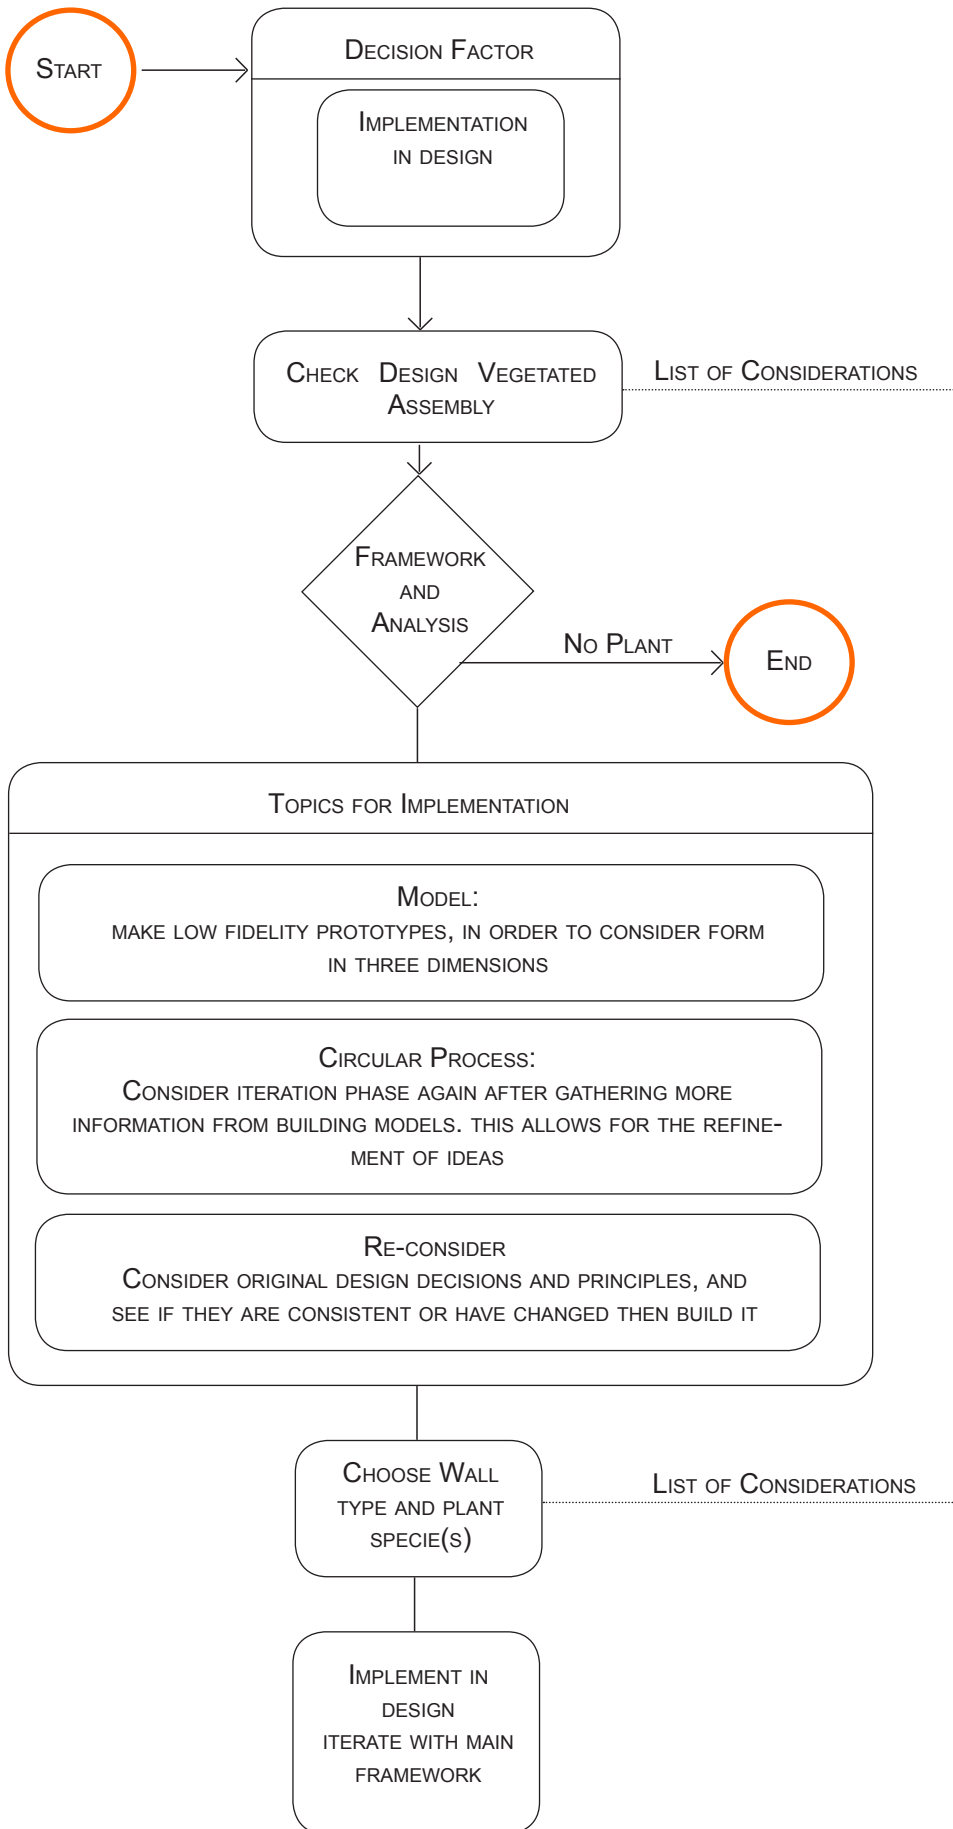 Start
Decision Factor
Implementation
in design
Check Design Vegetated
Assembly
List of Considerations
Framework
and
Analysis
No Plant
End
Topics for Implementation
Model:
make low fidelity prototypes, in order to consider form
in three dimensions
Circular Process:
Consider iteration phase again after gathering more
information from building models. this allows for the refine-
ment of ideas
Re-consider
Consider original design decisions and principles, and
see if they are consistent or have changed then build it
Choose Wall
type and plant
specie(s)
List of Considerations
Implement in
design
iterate with main
framework